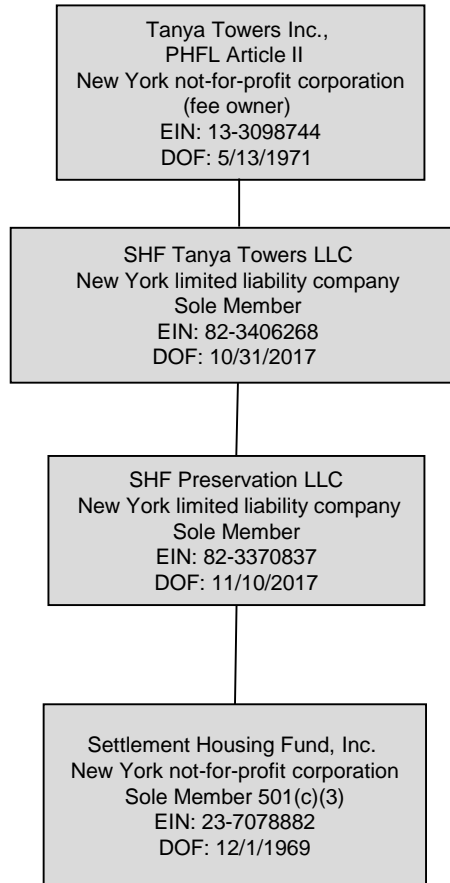 Tanya Towers Inc.,
PHFL Article II
New York not-for-profit corporation
(fee owner)
EIN: 13-3098744
DOF: 5/13/1971
SHF Tanya Towers LLC
New York limited liability company
Sole Member
EIN: 82-3406268
DOF: 10/31/2017
SHF Preservation LLC
New York limited liability company
Sole Member
EIN: 82-3370837
DOF: 11/10/2017
Settlement Housing Fund, Inc.
New York not-for-profit corporation
Sole Member 501(c)(3)
EIN: 23-7078882
DOF: 12/1/1969